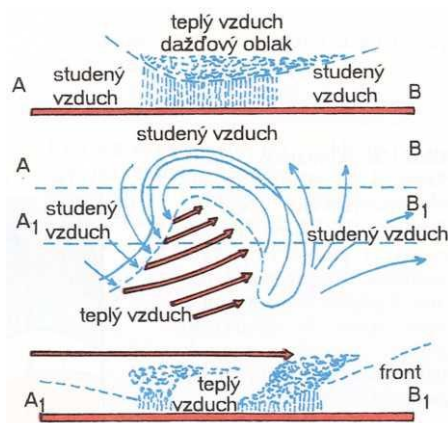 teplý vzduch
dažďový oblak
A
studený
vzduch
studený
vzduch
B
studený vzduch
A
B
A1
studený
vzduch
B1
studený vzduch
teplý vzduch
teplý
vzduch
front
A1
B1